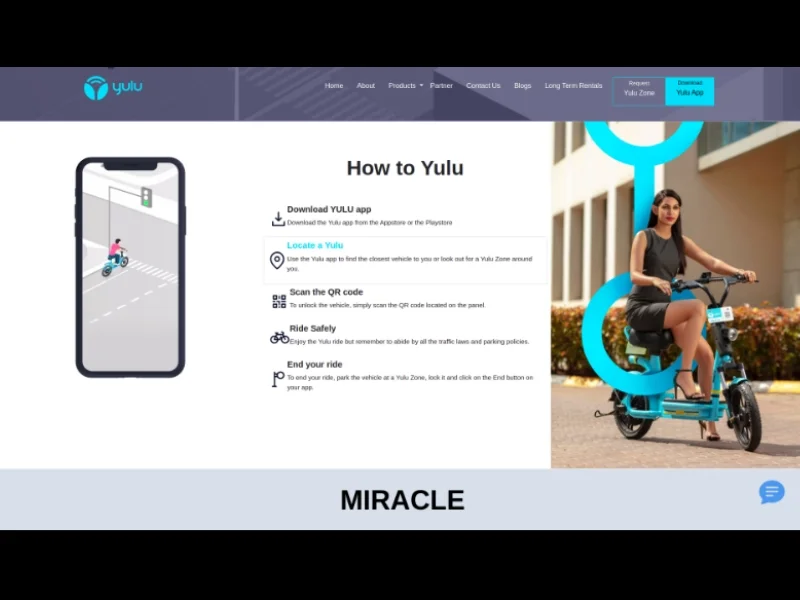 yulu
Home About Products Partner Contact Us Blogs Long Term Rentals
Request
Yulu Zone
Download
Yulu App
How to Yulu
Download YULU app
Download the Yulu app from the Appstore or the Playstore
Locate a Yulu
Use the Yulu app to find the closest vehicle to you or look out for a Yulu Zone around
you.
Scan the QR code
To unlock the vehicle, simply scan the QR code located on the panel.
Ride Safely
Enjoy the Yulu ride but remember to abide by all the traffic laws and parking policies.
End your ride
To end your ride, park the vehicle at a Yulu Zone, lock it and click on the End button on
your app.
MIRACLE